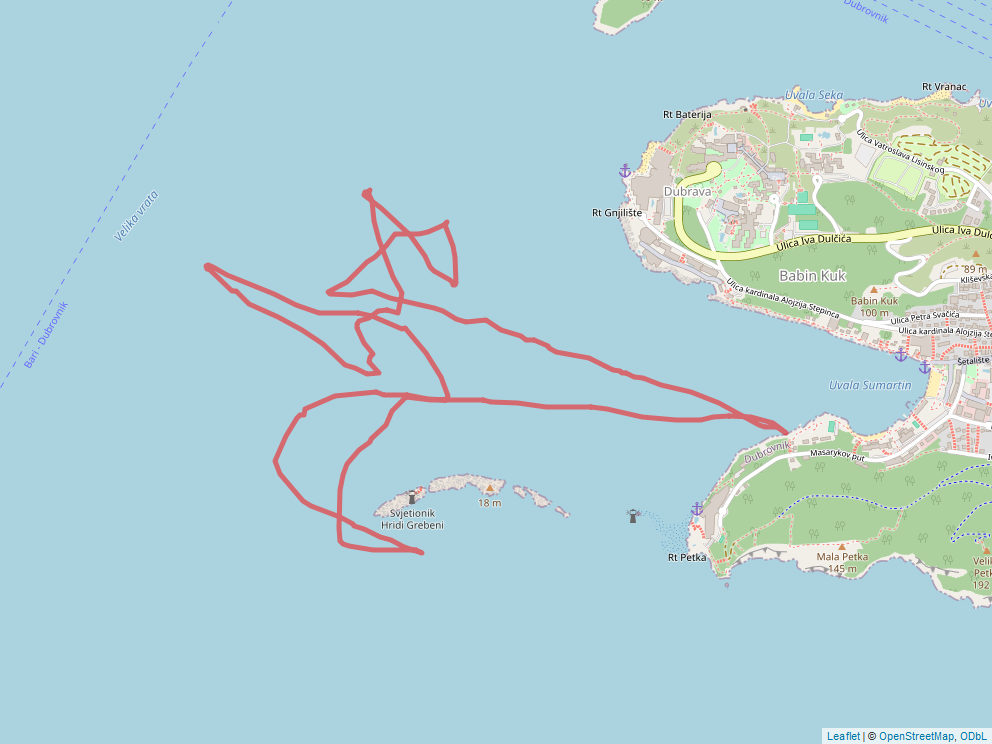 Dubrovnik
Rt Vranac
Uvala Seka
Uv
Rt Baterija
Ulica Vatroslava Lisinskog
Dubrava
Velika vrata
Rt Gnjilište
Ulica Iva Dulčića
Ulica Iva Dulč
Babin Kuk
89 m
Kliševska
Ulica kardinala Alojzija Stepinca
Babin Kuk
100 m
Ulica Petra Svačića
Ulica kardinala Alojzija Ste
Bari - Dubrovnik
Šetalište
Uvala Sumartin
Dubrovnik
Masarykov put
18 m
Svjetionik
Hridi Grebeni
Rt Petka
Mala Petka
145 m
Velik
Petk
192
Leaflet | © OpenStreetMap, ODbL